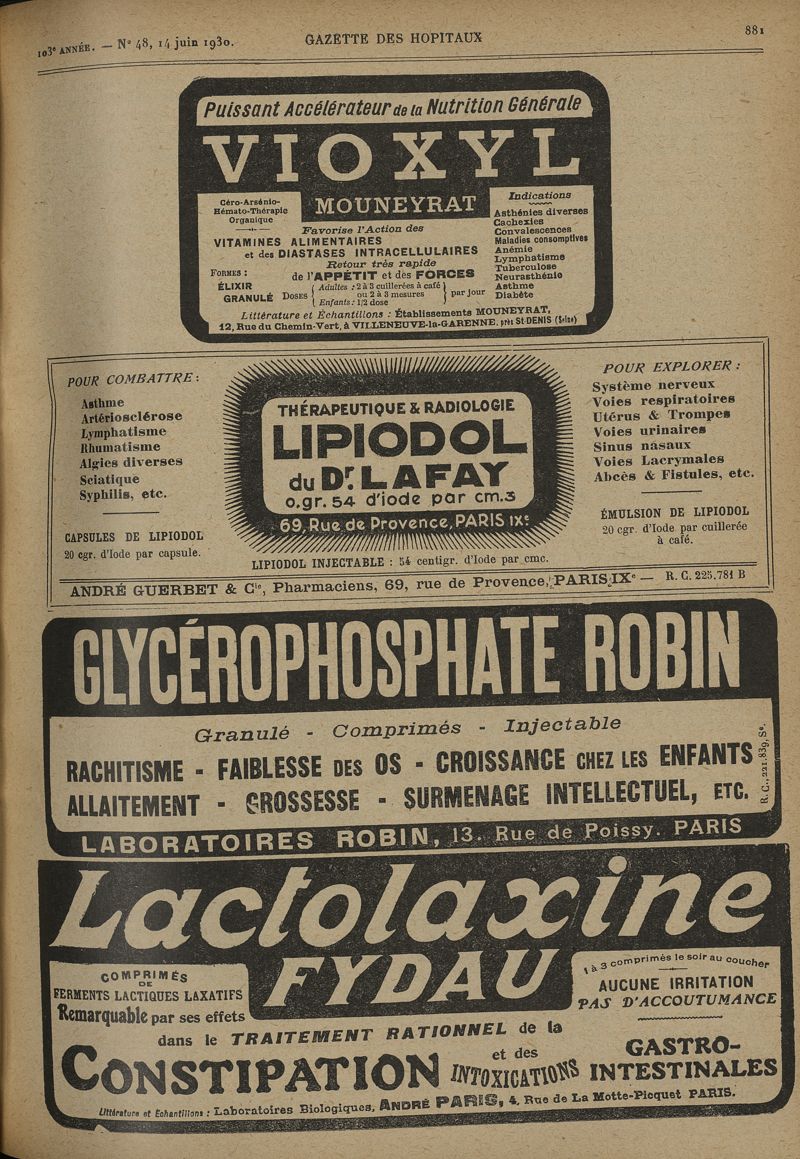 103e ANNÉE. — N° 48, 14 juin 1930.
GAZETTE DES HOPITAUX
881
Puissant Accélérateur de la Nutrition Générale
VIOXYL
MOUNEYRAT
Céro-Arsénio-
Hémato-Thérapie
Organique
Favorise l'Action des
VITAMINES ALIMENTAIRES
et des DIASTASES INTRACELLULAIRES
Retour très rapide
de l'APPÉTIT et des FORCES
FORMES :
ÉLIXIR
GRANULÉ
DOSES
Adultes : 2 à 3 cuillerées à café
ou 2 à 3 mesures
Enfants : 1/2 dose
par jour
Indications
Asthénies diverses
Cachexies
Convalescences
Maladies consomptives
Anémie
Lymphatisme
Tuberculose
Neurasthénie
Asthme
Diabète
Littérature et Échantillons : Établissements MOUNEYRAT,
12, Rue du Chemin-Vert, à VILLENEUVE-la-GARENNE, près St-DENIS (Seine)
POUR COMBATTRE :
Asthme
Artériosclérose
Lymphatisme
Rhumatisme
Algies diverses
Sciatique
Syphilis, etc.
CAPSULES DE LIPIODOL
20 cgr. d'Iode par capsule.
THÉRAPEUTIQUE & RADIOLOGIE
LIPIODOL
du Dr. LAFAY
0.gr. 54 d'iode par cm.3
69, Rue de Provence, PARIS IXe
LIPIODOL INJECTABLE : 54 centigr. d'Iode par cmc.
POUR EXPLORER :
Système nerveux
Voies respiratoires
Utérus & Trompes
Voies urinaires
Sinus nasaux
Voies Lacrymales
Abcès & Fistules, etc.
ÉMULSION DE LIPIODOL
20 cgr. d'Iode par cuillerée
à café.
ANDRÉ GUERBET & Cie, Pharmaciens, 69, rue de Provence, PARIS IXe — R. C. 225.781 B
GLYCÉROPHOSPHATE ROBIN
Granulé - Comprimés - Injectable
RACHITISME - FAIBLESSE DES OS - CROISSANCE CHEZ LES ENFANTS
ALLAITEMENT - GROSSESSE - SURMENAGE INTELLECTUEL, ETC.
R. C., 221.839, Se.
LABORATOIRES ROBIN, 13. Rue de Poissy. PARIS
Lactolaxine
FYDAU
COMPRIMÉS
DE
FERMENTS LACTIQUES LAXATIFS
Remarquable par ses effets
1 à 3 comprimés le soir au coucher
AUCUNE IRRITATION
PAS D'ACCOUTUMANCE
dans le TRAITEMENT RATIONNEL de la
CONSTIPATION
et des
INTOXICATIONS
GASTRO-
INTESTINALES
Littérature et Échantillons : Laboratoires Biologiques, ANDRÉ PARIS, 4, Rue de La Motte-Picquet PARIS.